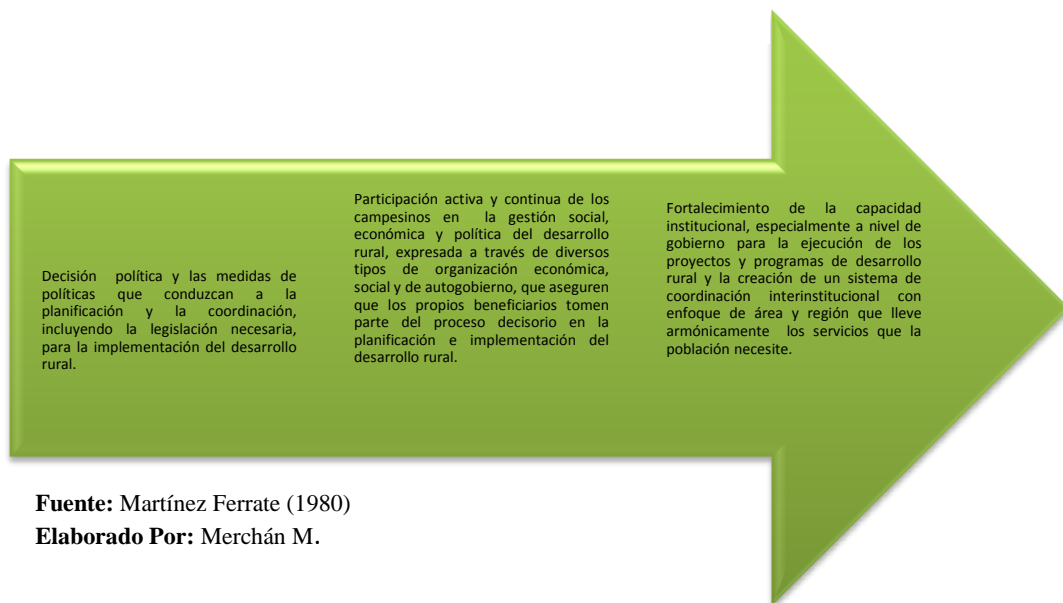 Decisión política y las medidas de
políticas que conduzcan a la
planificación y la coordinación,
incluyendo la legislación necesaria,
para la implementación del desarrollo
rural.
Participación activa y continua de los
campesinos en la gestión social,
económica y política del desarrollo
rural, expresada a través de diversos
tipos de organización económica,
social y de autogobierno, que aseguren
que los propios beneficiarios tomen
parte del proceso decisorio en la
planificación e implementación del
desarrollo rural.
Fortalecimiento de la capacidad
institucional, especialmente a nivel de
gobierno para la ejecución de los
proyectos y programas de desarrollo
rural y la creación de un sistema de
coordinación interinstitucional con
enfoque de área y región que lleve
armónicamente los servicios que la
población necesite.
Fuente: Martínez Ferrate (1980)
Elaborado Por: Merchán M.